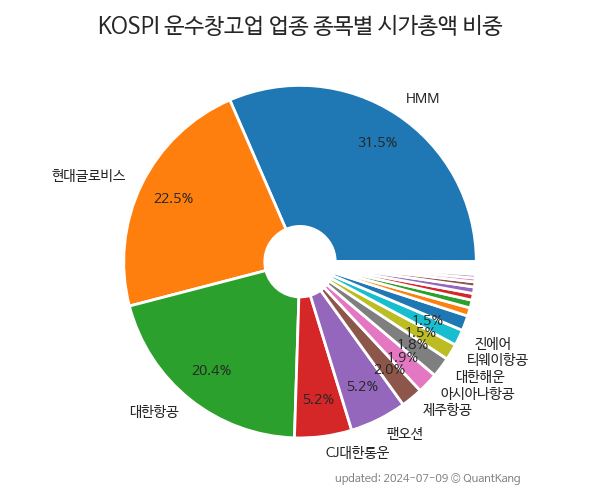 KOSPI 운수창고업 업종 종목별 시가총액 비중
HMM
31.5%
현대글로비스
22.5%
20.4%
대한항공
5.2%
CJ대한통운
5.2%
팬오션
2.0%
제주항공
1.9%
아시아나항공
1.8%
대한해운
1.5%
티웨이항공
1.5%
진에어
updated: 2024-07-09 © QuantKang